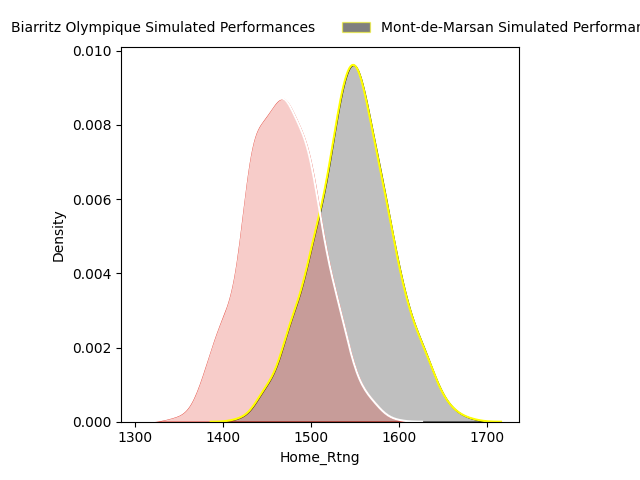 Biarritz Olympique Simulated Performances
Mont-de-Marsan Simulated
0.010
0.008
0.006
0.004
0.002
0.000
Density
1300 1400 1500 1600 1700
Home_Rtng